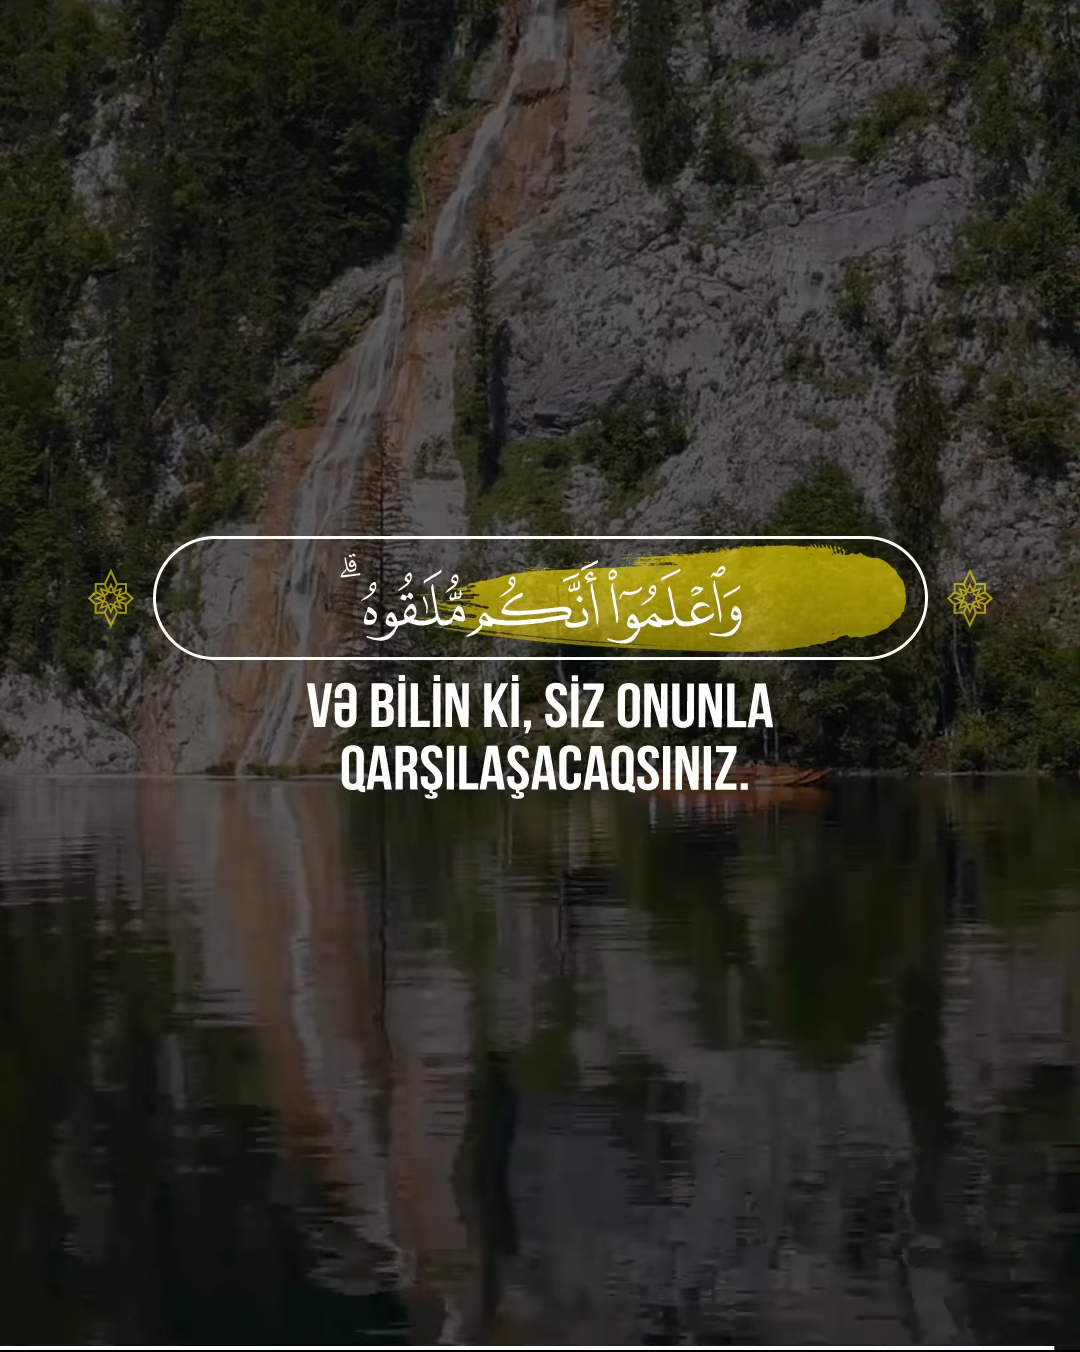 وَٱعْلَمُوٓا۟ أَنَّكُم مُّلَـٰقُوهُ ۗ
VƏ BİLİN Kİ, SİZ ONUNLA
QARŞILAŞACAQSINIZ.